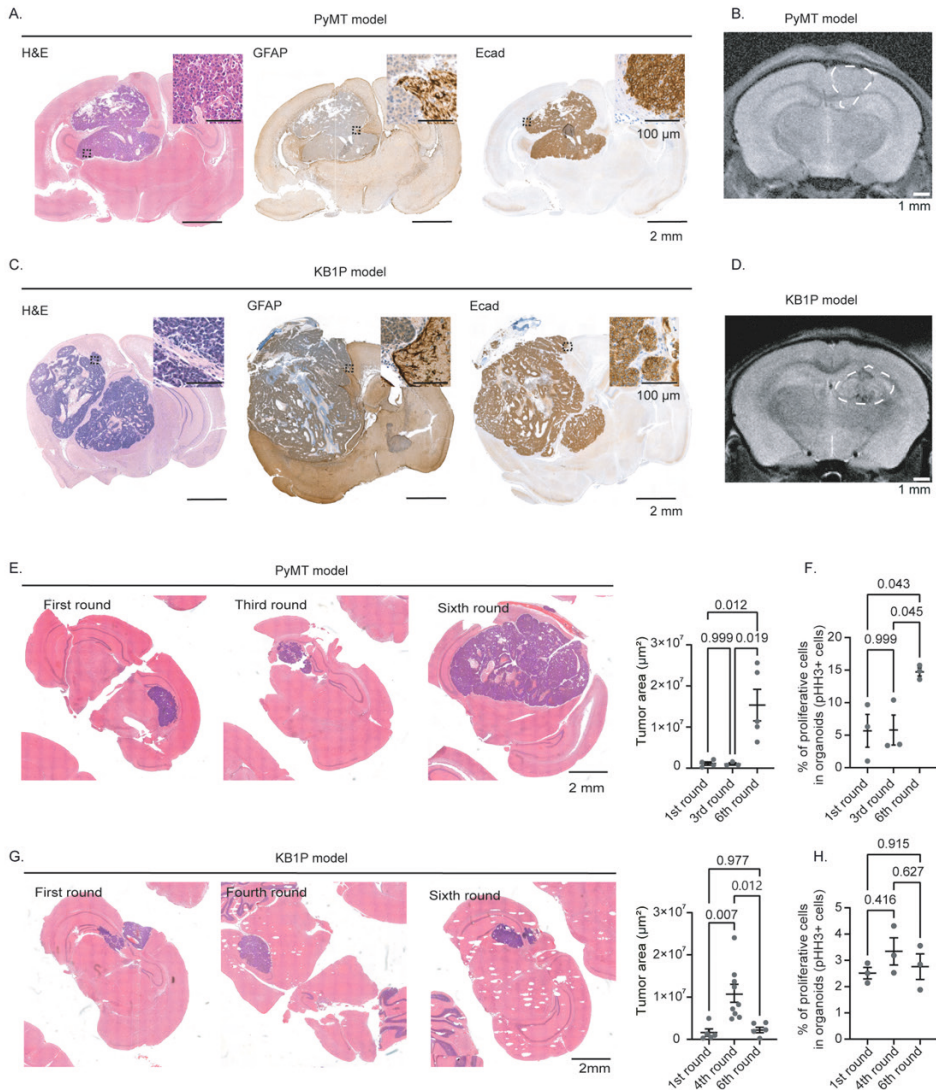 A.
PyMT model
H&E
GFAP
Ecad
100 µm
2 mm
B.
PyMT model
1 mm
C.
KB1P model
H&E
GFAP
Ecad
100 µm
2 mm
D.
KB1P model
1 mm
E.
PyMT model
First round
Third round
Sixth round
2 mm
Tumor area (µm²)
3×10⁷
2×10⁷
1×10⁷
0
0.012
0.999
0.019
1st round
3rd round
6th round
F.
% of proliferative cells
in organoids (pHH3+ cells)
20
15
10
5
0
0.043
0.045
0.999
1st round
3rd round
6th round
G.
KB1P model
First round
Fourth round
Sixth round
2mm
Tumor area (µm²)
3×10⁷
2×10⁷
1×10⁷
0
0.977
0.012
0.007
1st round
4th round
6th round
H.
% of proliferative cells
in organoids (pHH3+ cells)
5
4
3
2
1
0
0.915
0.627
0.416
1st round
4th round
6th round